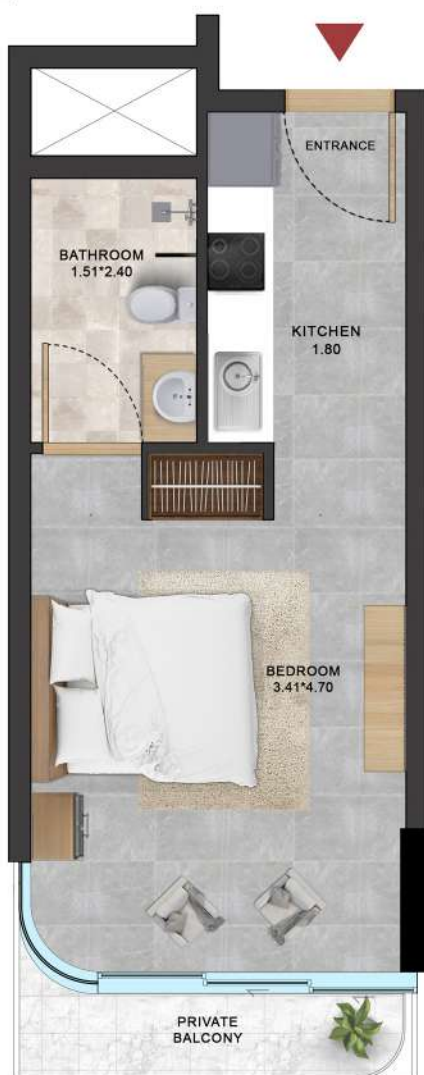 ENTRANCE
BATHROOM
1.51*2.40
KITCHEN
1.80
BEDROOM
3.41*4.70
PRIVATE
BALCONY